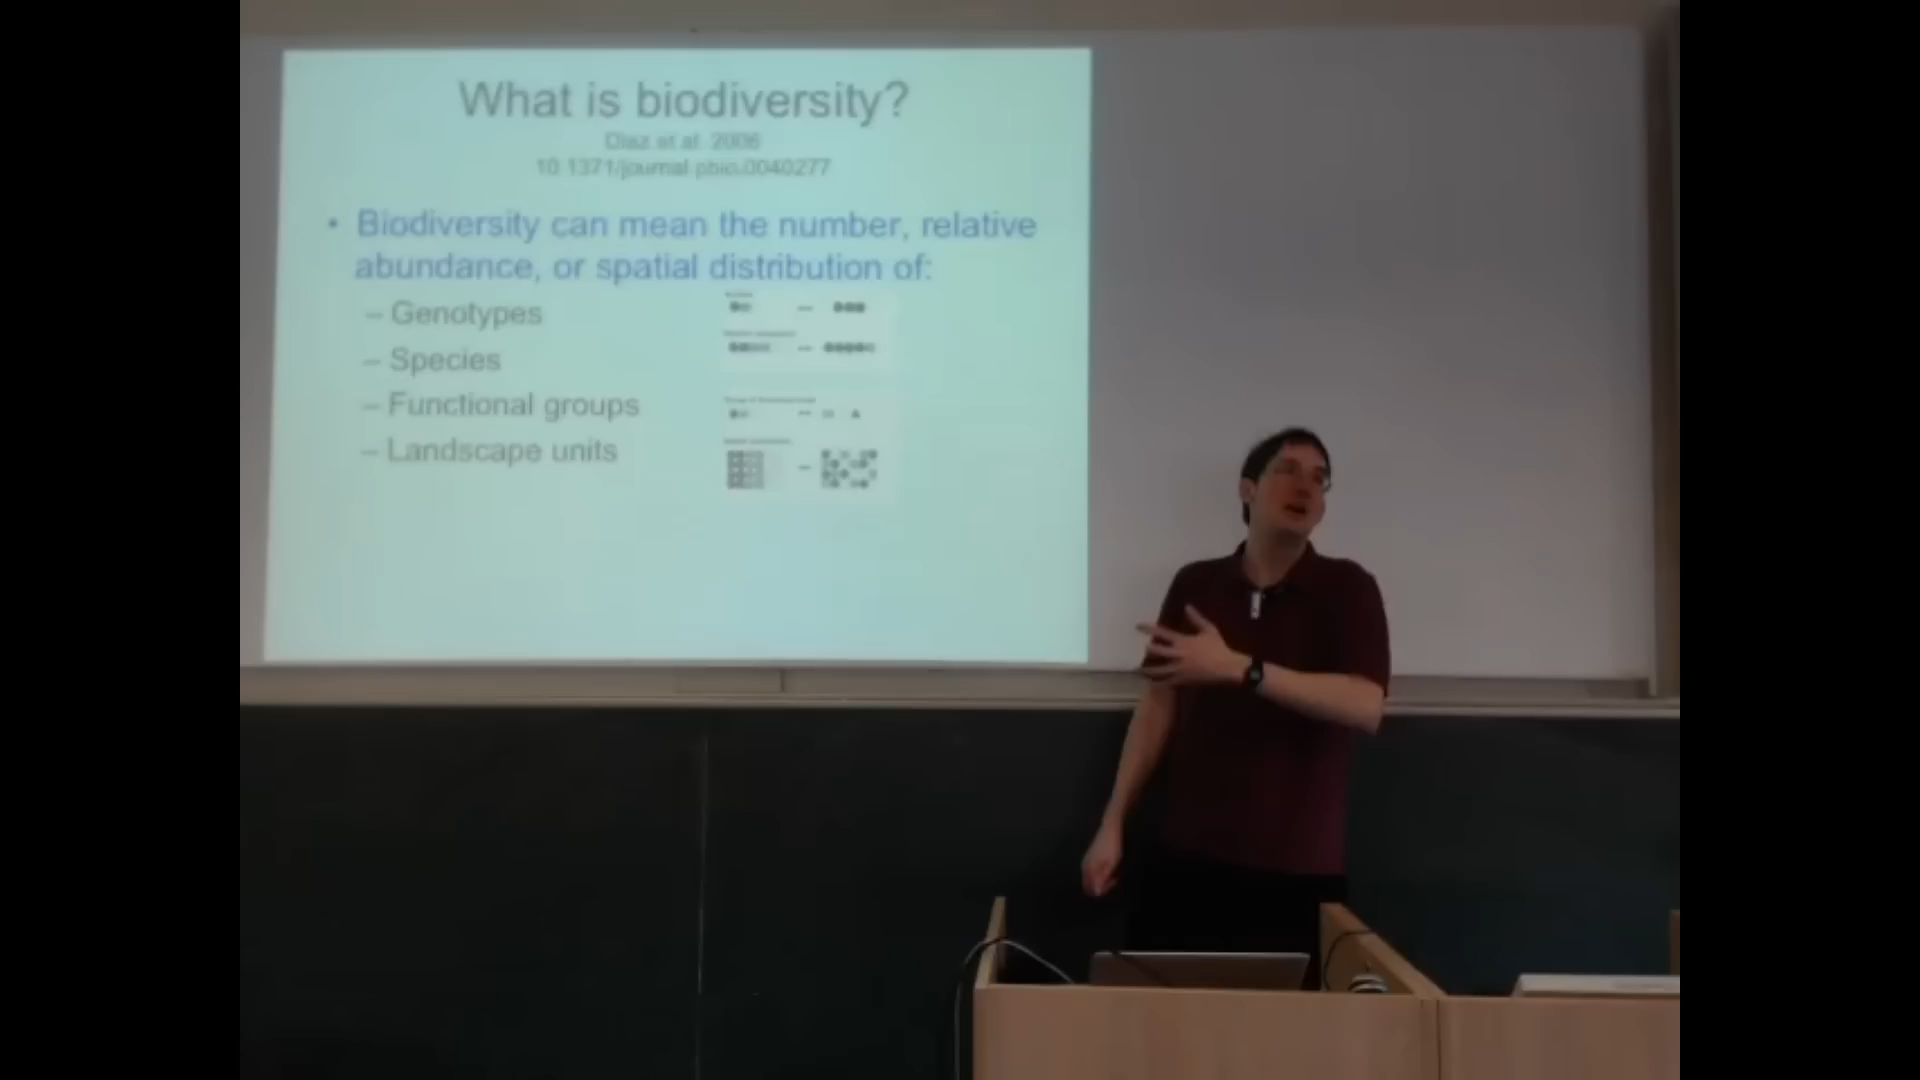 What is biodiversity?
Diaz et al. 2006
10.1371/journal.pbio.0040277
• Biodiversity can mean the number, relative
abundance, or spatial distribution of:
– Genotypes
– Species
– Functional groups
– Landscape units